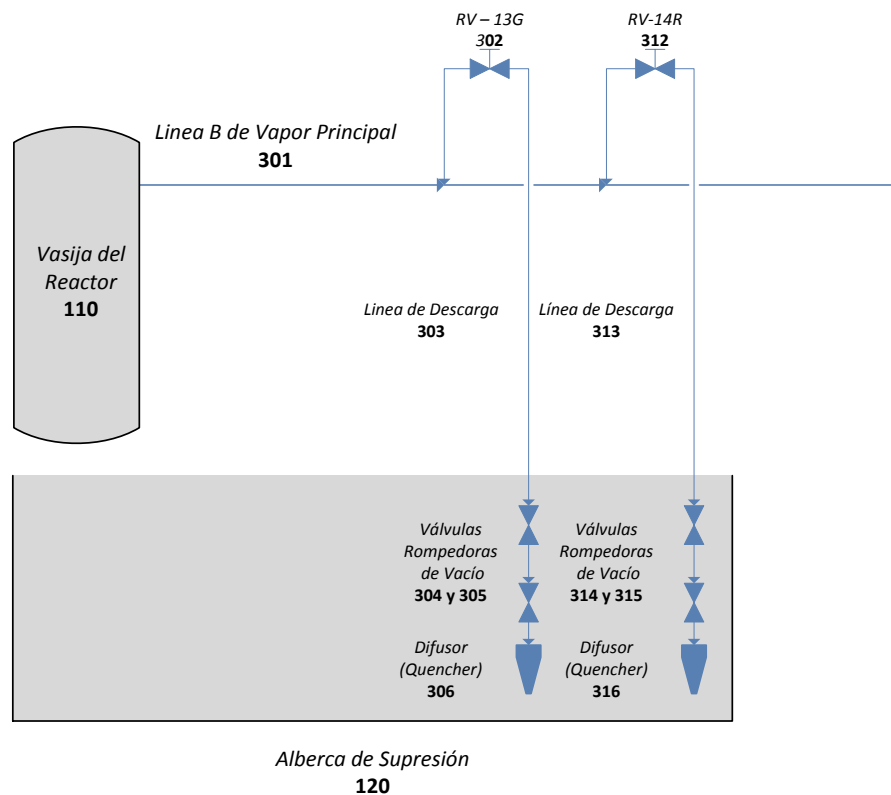 RV – 13G
302
RV-14R
312
Linea B de Vapor Principal
301
Vasija del
Reactor
110
Linea de Descarga
303
Línea de Descarga
313
Válvulas
Rompedoras
de Vacío
304 y 305
Válvulas
Rompedoras
de Vacío
314 y 315
Difusor
(Quencher)
306
Difusor
(Quencher)
316
Alberca de Supresión
120